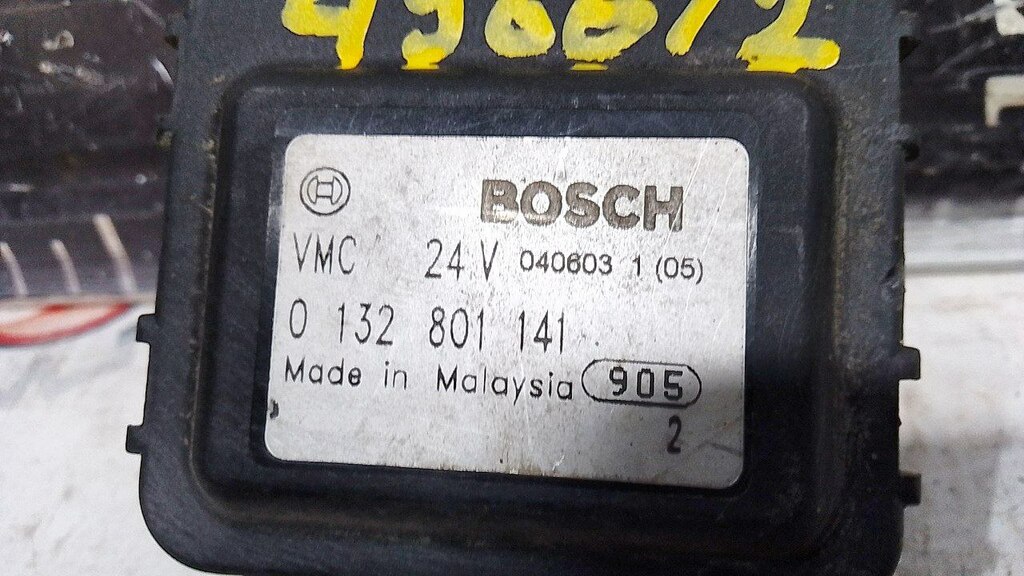 BOSCH
VMC 24 V 040603 1 (05)
0 132 801 141
Made in Malaysia 905
2